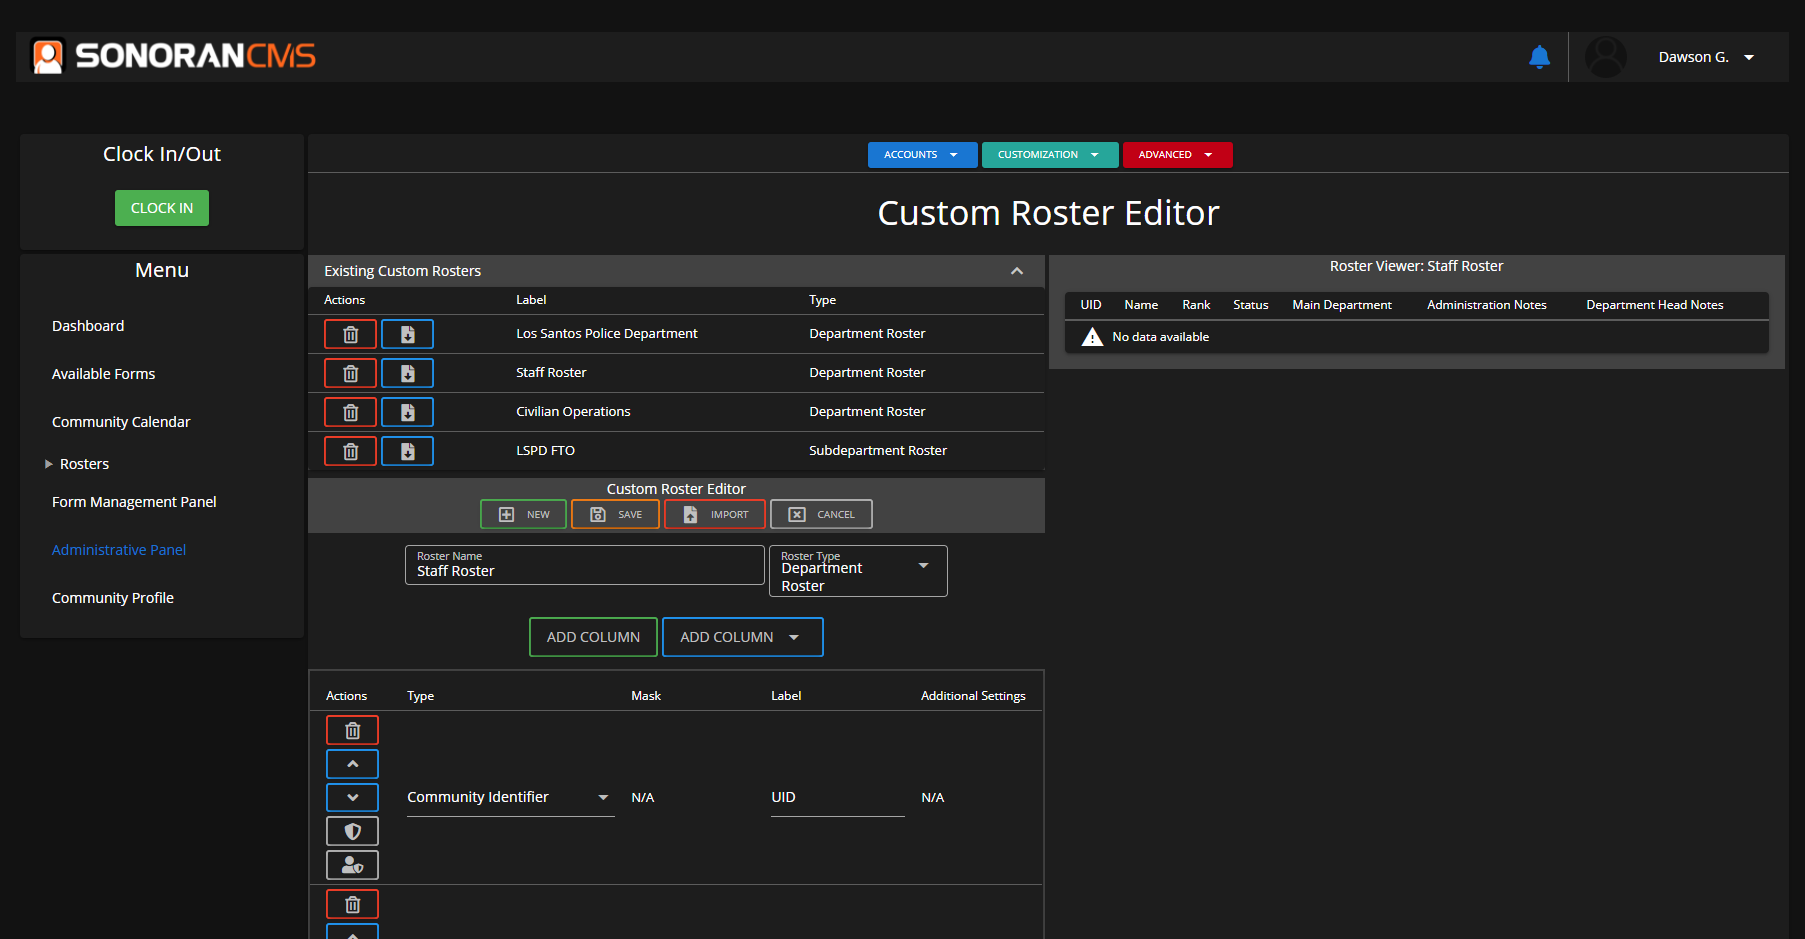 SONORANCMS
Dawson G.
Clock In/Out
CLOCK IN
Menu
Dashboard
Available Forms
Community Calendar
Rosters
Form Management Panel
Administrative Panel
Community Profile
ACCOUNTS CUSTOMIZATION ADVANCED
Custom Roster Editor
Existing Custom Rosters
Actions Label Type
Los Santos Police Department Department Roster
Staff Roster Department Roster
Civilian Operations Department Roster
LSPD FTO Subdepartment Roster
Custom Roster Editor
NEW SAVE IMPORT CANCEL
Roster Name
Staff Roster
Roster Type
Department
Roster
ADD COLUMN ADD COLUMN
Actions Type Mask Label Additional Settings
Community Identifier N/A UID N/A
Roster Viewer: Staff Roster
UID Name Rank Status Main Department Administration Notes Department Head Notes
No data available